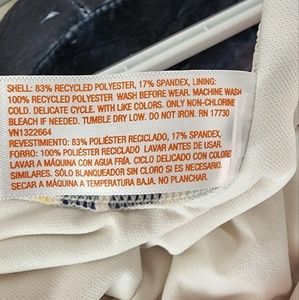 SHELL: 83% RECYCLED POLYESTER, 17% SPANDEX, LINING:
100% RECYCLED POLYESTER WASH BEFORE WEAR. MACHINE WASH
COLD. DELICATE CYCLE. WITH LIKE COLORS. ONLY NON-CHLORINE
BLEACH IF NEEDED. TUMBLE DRY LOW. DO NOT IRON. RN 17730
VN1322664
REVESTIMIENTO: 83% POLIÉSTER RECICLADO, 17% SPANDEX,
FORRO: 100% POLIÉSTER RECICLADO LAVAR ANTES DE USAR.
LAVAR A MÁQUINA CON AGUA FRÍA. CICLO DELICADO CON COLORE
SIMILARES. SÓLO BLANQUEADOR SIN CLORO SI ES NECESARIO.
SECAR A MÁQUINA A TEMPERATURA BAJA. NO PLANCHAR.